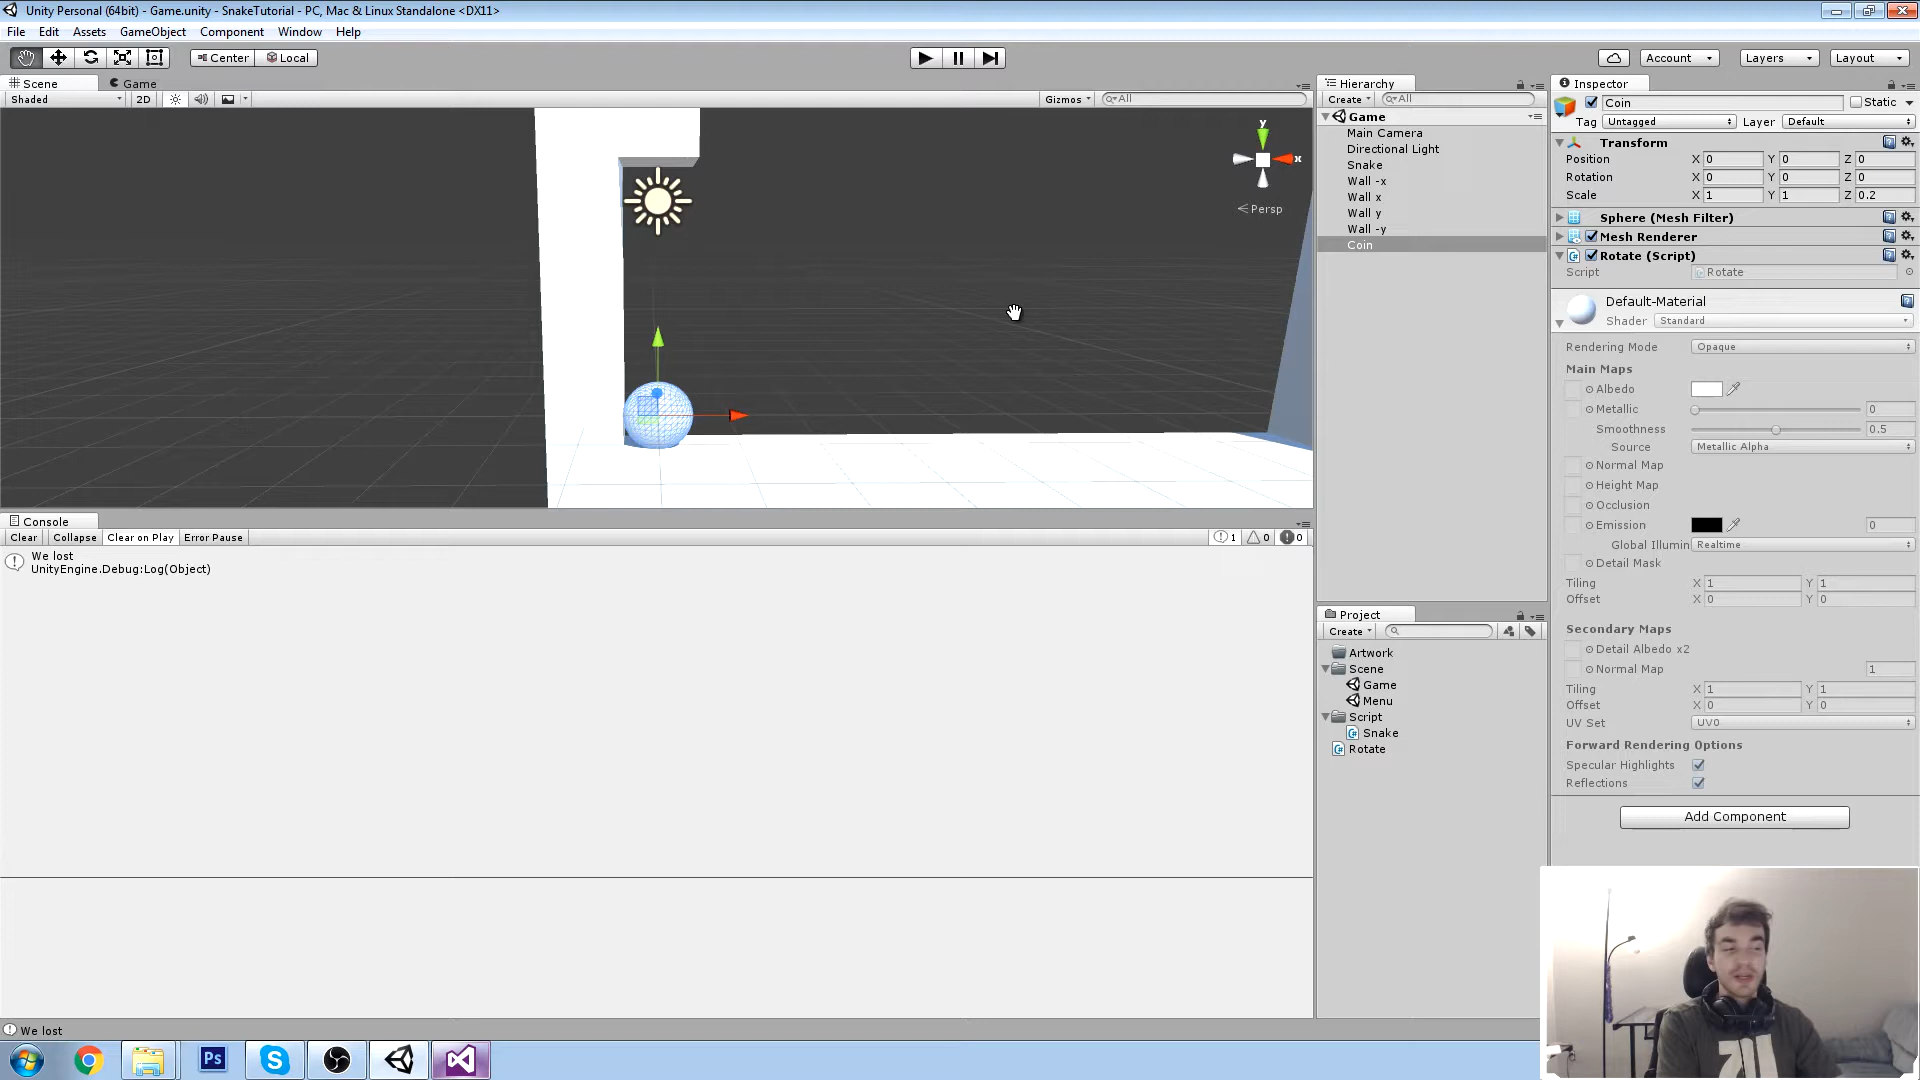 Unity Personal (64bit) - Game.unity - SnakeTutorial - PC, Mac & Linux Standalone <DX11>
File Edit Assets GameObject Component Window Help
Center Local Account Layers Layout
Scene Game
Shaded 2D Gizmos All
y
x
Persp
Console
Clear Collapse Clear on Play Error Pause 1 0 0
We lost
UnityEngine.Debug:Log(Object)
We lost
Hierarchy
Create All
Game
Main Camera
Directional Light
Snake
Wall -x
Wall x
Wall y
Wall -y
Coin
Project
Create
Artwork
Scene
Game
Menu
Script
Snake
Rotate
Inspector
Coin Static
Tag Untagged Layer Default
Transform
Position X 0 Y 0 Z 0
Rotation X 0 Y 0 Z 0
Scale X 1 Y 1 Z 0.2
Sphere (Mesh Filter)
Mesh Renderer
Rotate (Script)
Script Rotate
Default-Material
Shader Standard
Rendering Mode Opaque
Main Maps
Albedo
Metallic 0
Smoothness 0.5
Source Metallic Alpha
Normal Map
Height Map
Occlusion
Emission 0
Global Illumin Realtime
Detail Mask
Tiling X 1 Y 1
Offset X 0 Y 0
Secondary Maps
Detail Albedo x2
Normal Map 1
Tiling X 1 Y 1
Offset X 0 Y 0
UV Set UV0
Forward Rendering Options
Specular Highlights
Reflections
Add Component
Ps